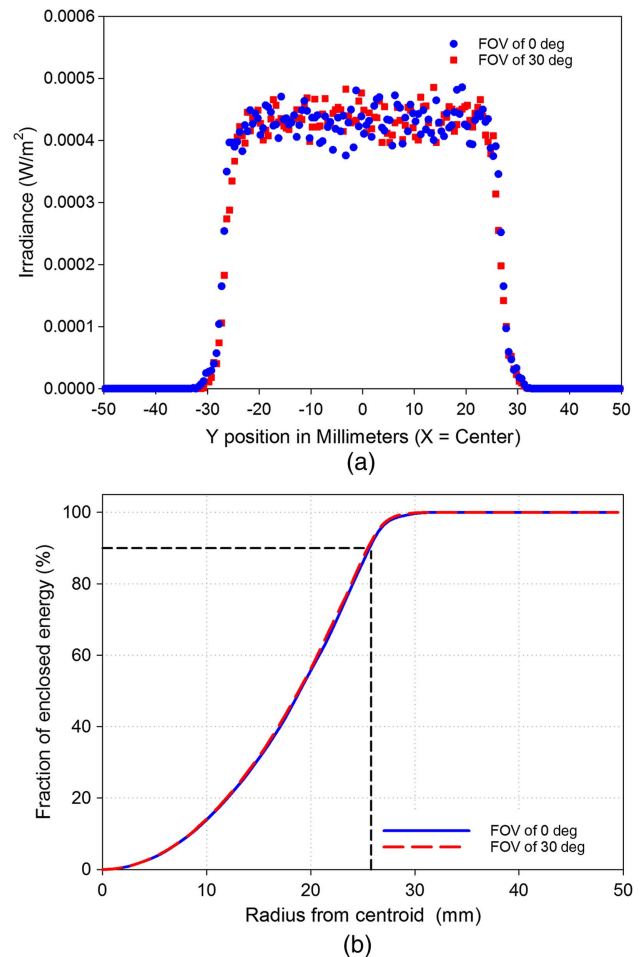 0.0006
0.0005
0.0004
0.0003
0.0002
0.0001
0.0000
Irradiance (W/m²)
FOV of 0 deg
FOV of 30 deg
-50 -40 -30 -20 -10 0 10 20 30 40 50
Y position in Millimeters (X = Center)
(a)
100
80
60
40
20
0
Fraction of enclosed energy (%)
FOV of 0 deg
FOV of 30 deg
0 10 20 30 40 50
Radius from centroid (mm)
(b)